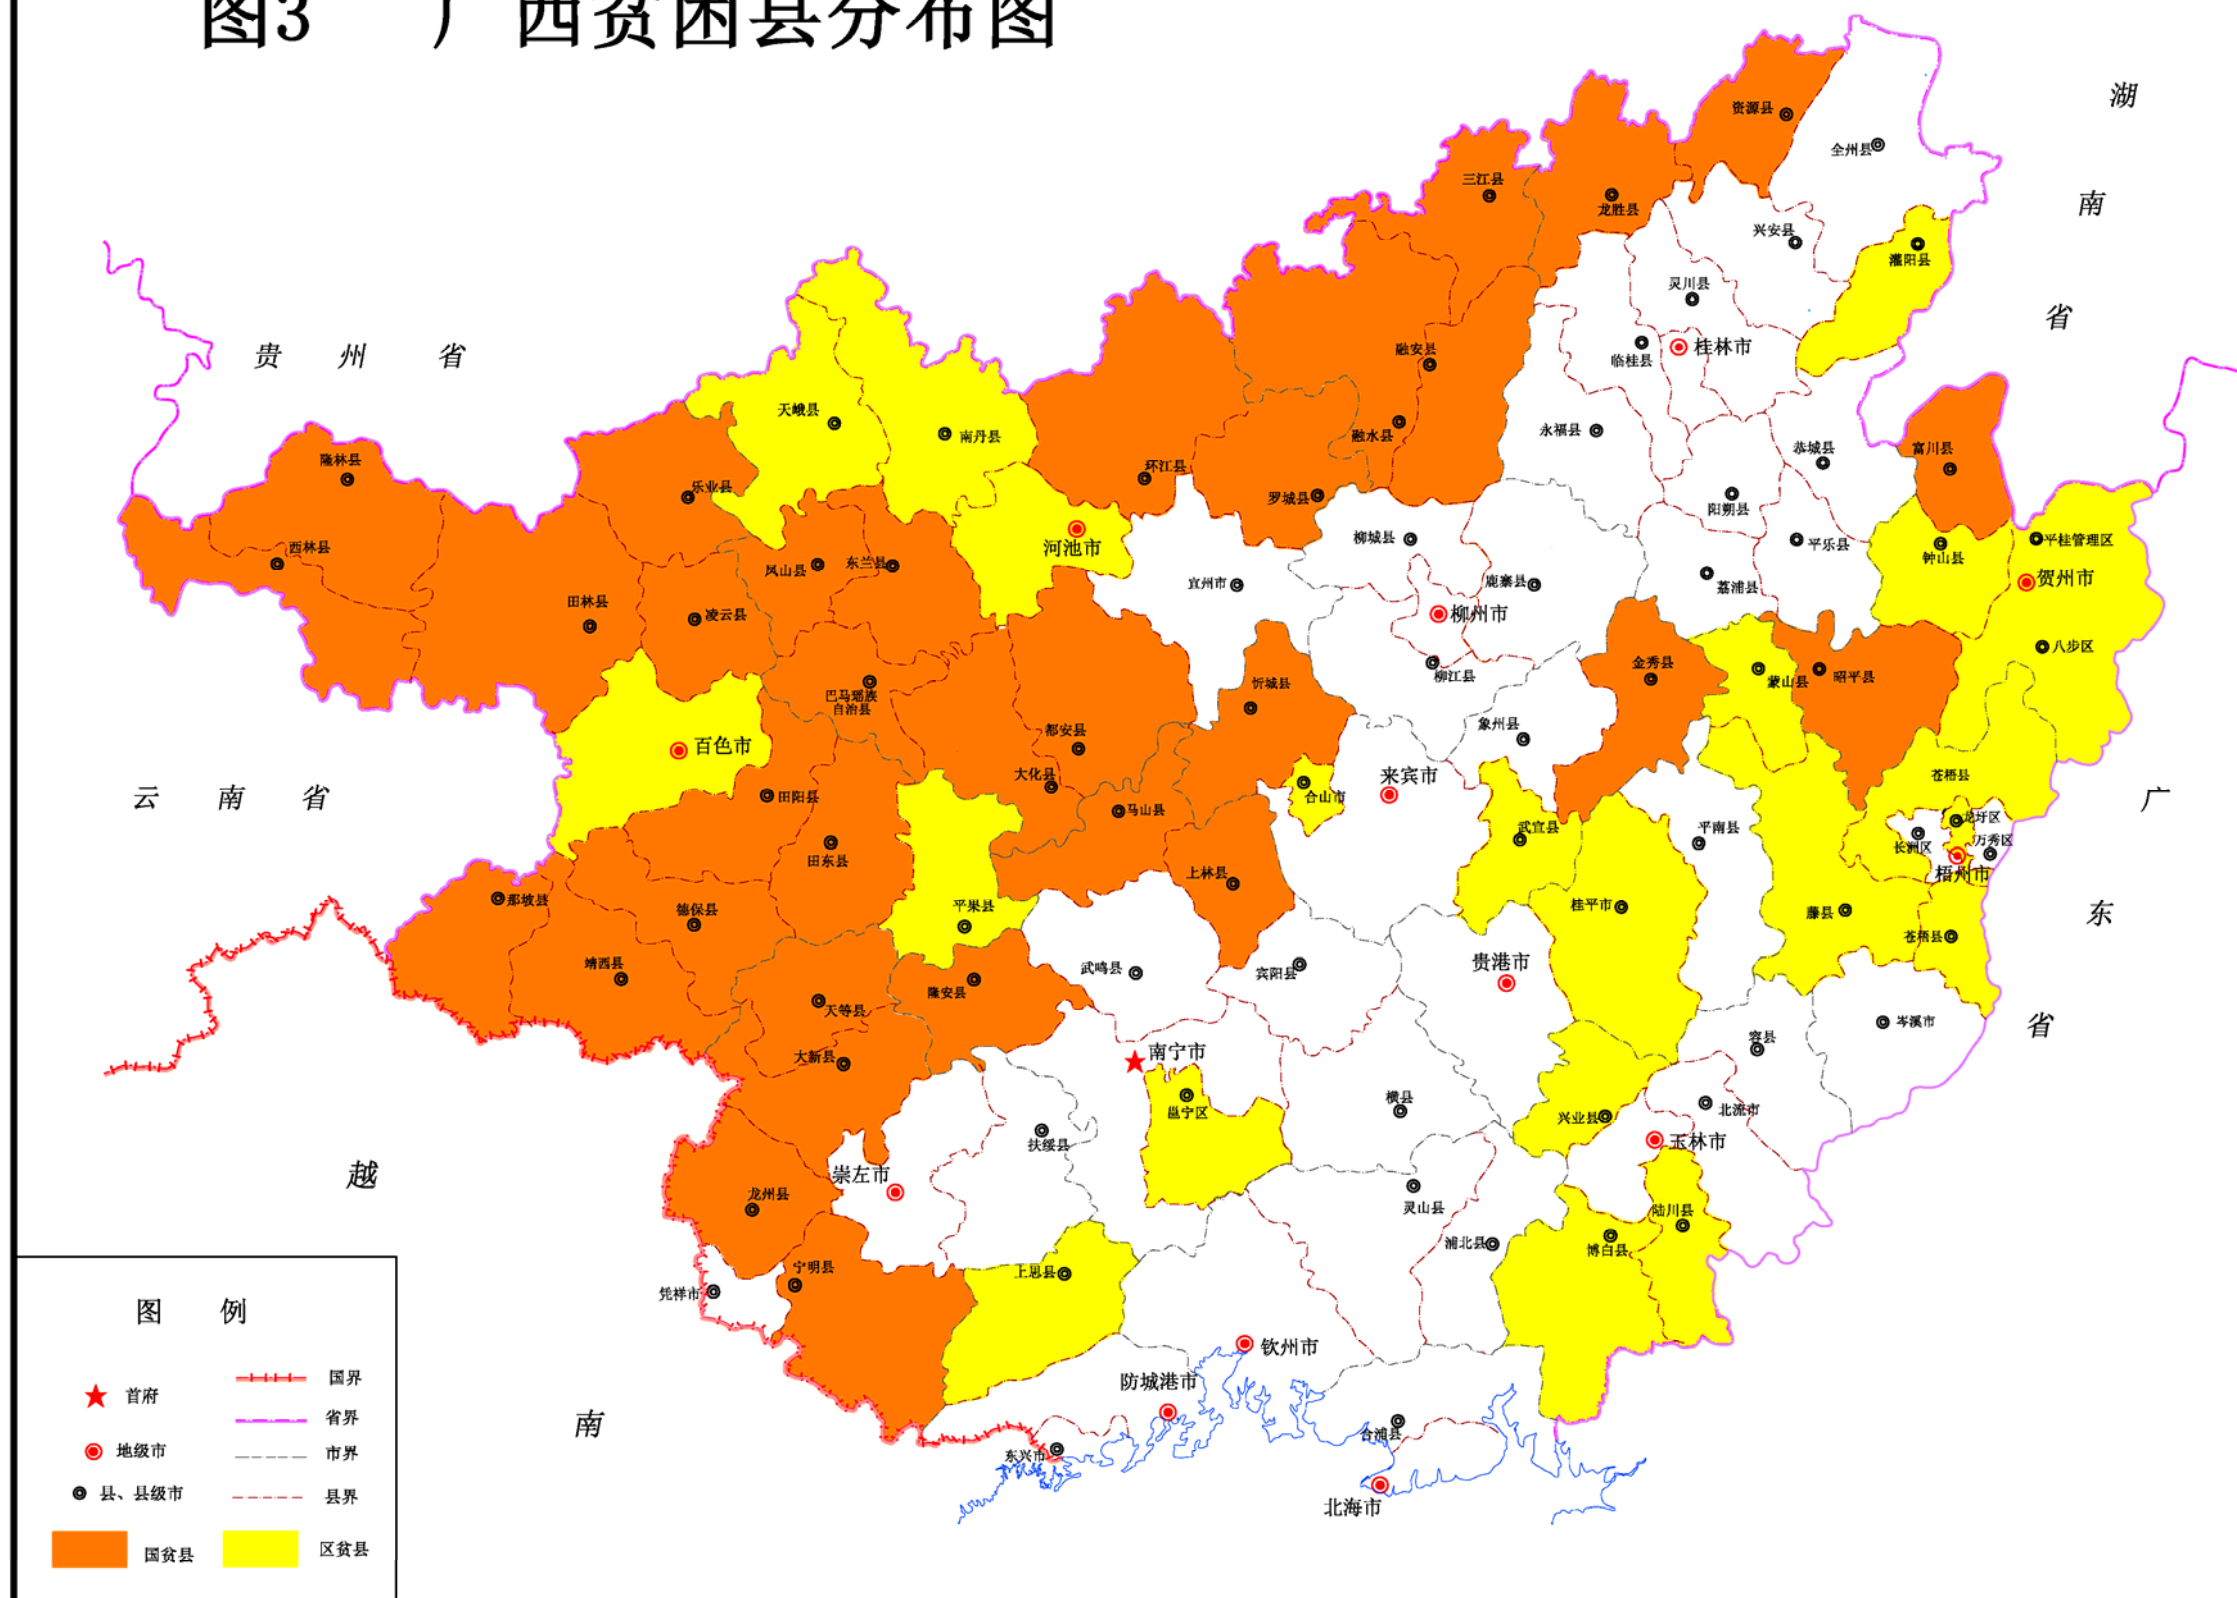 图3 广西贫困县分布图
湖
南
省
资源县
全州县
三江县
龙胜县
兴安县
灌阳县
灵川县
贵 州 省
融安县
临桂县
桂林市
天峨县
南丹县
融水县
永福县
恭城县
富川县
隆林县
乐业县
环江县
罗城县
阳朔县
西林县
凤山县
东兰县
河池市
宜州市
柳城县
鹿寨县
荔浦县
平乐县
钟山县
平桂管理区
贺州市
田林县
凌云县
柳州市
八步区
巴马瑶族
自治县
忻城县
柳江县
金秀县
蒙山县
昭平县
百色市
都安县
象州县
云 南 省
田阳县
大化县
马山县
合山市
来宾市
苍梧县
广
东
省
田东县
武宣县
平南县
长洲区
龙圩区
万秀区
梧州市
那坡县
德保县
平果县
上林县
桂平市
藤县
苍梧县
靖西县
天等县
隆安县
武鸣县
宾阳县
贵港市
岑溪市
大新县
南宁市
容县
邕宁区
横县
兴业县
北流市
玉林市
扶绥县
越
南
龙州县
崇左市
灵山县
浦北县
博白县
陆川县
凭祥市
宁明县
上思县
钦州市
防城港市
东兴市
合浦县
北海市
图 例
首府
国界
省界
地级市
市界
县、县级市
县界
国贫县
区贫县